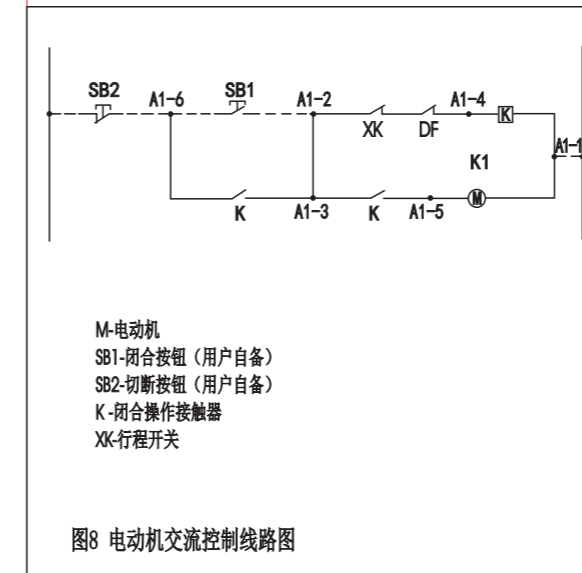 SB2 A1-6 SB1 A1-2 A1-4 K
XK DF A1-1
K1
K A1-3 K A1-5 M
M-电动机
SB1-闭合按钮（用户自备）
SB2-切断按钮（用户自备）
K-闭合操作接触器
XK-行程开关
图8 电动机交流控制线路图